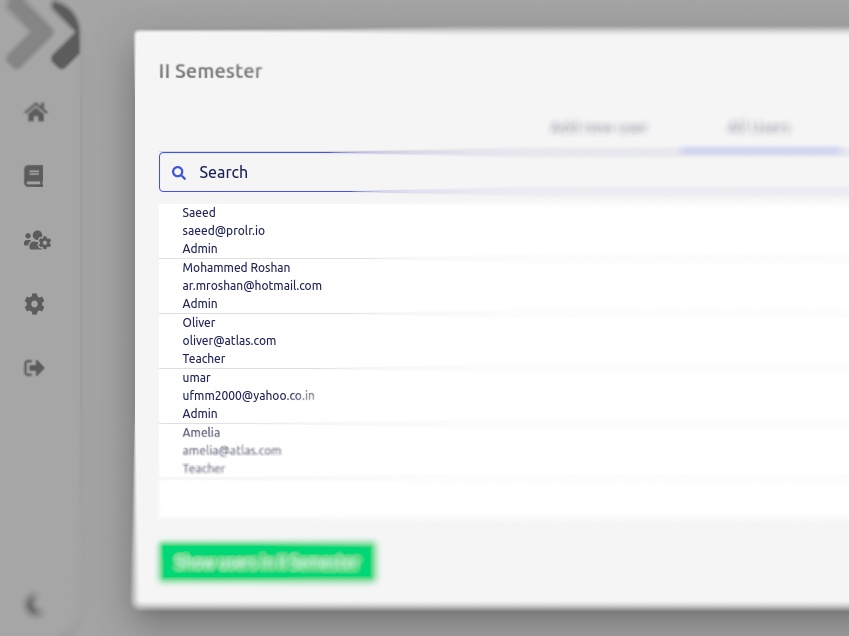 II Semester
Add new user
All Users
Search
Saeed
saeed@prolr.io
Admin
Mohammed Roshan
ar.mroshan@hotmail.com
Admin
Oliver
oliver@atlas.com
Teacher
umar
ufmm2000@yahoo.co.in
Admin
Amelia
amelia@atlas.com
Teacher
Show users in II Semester